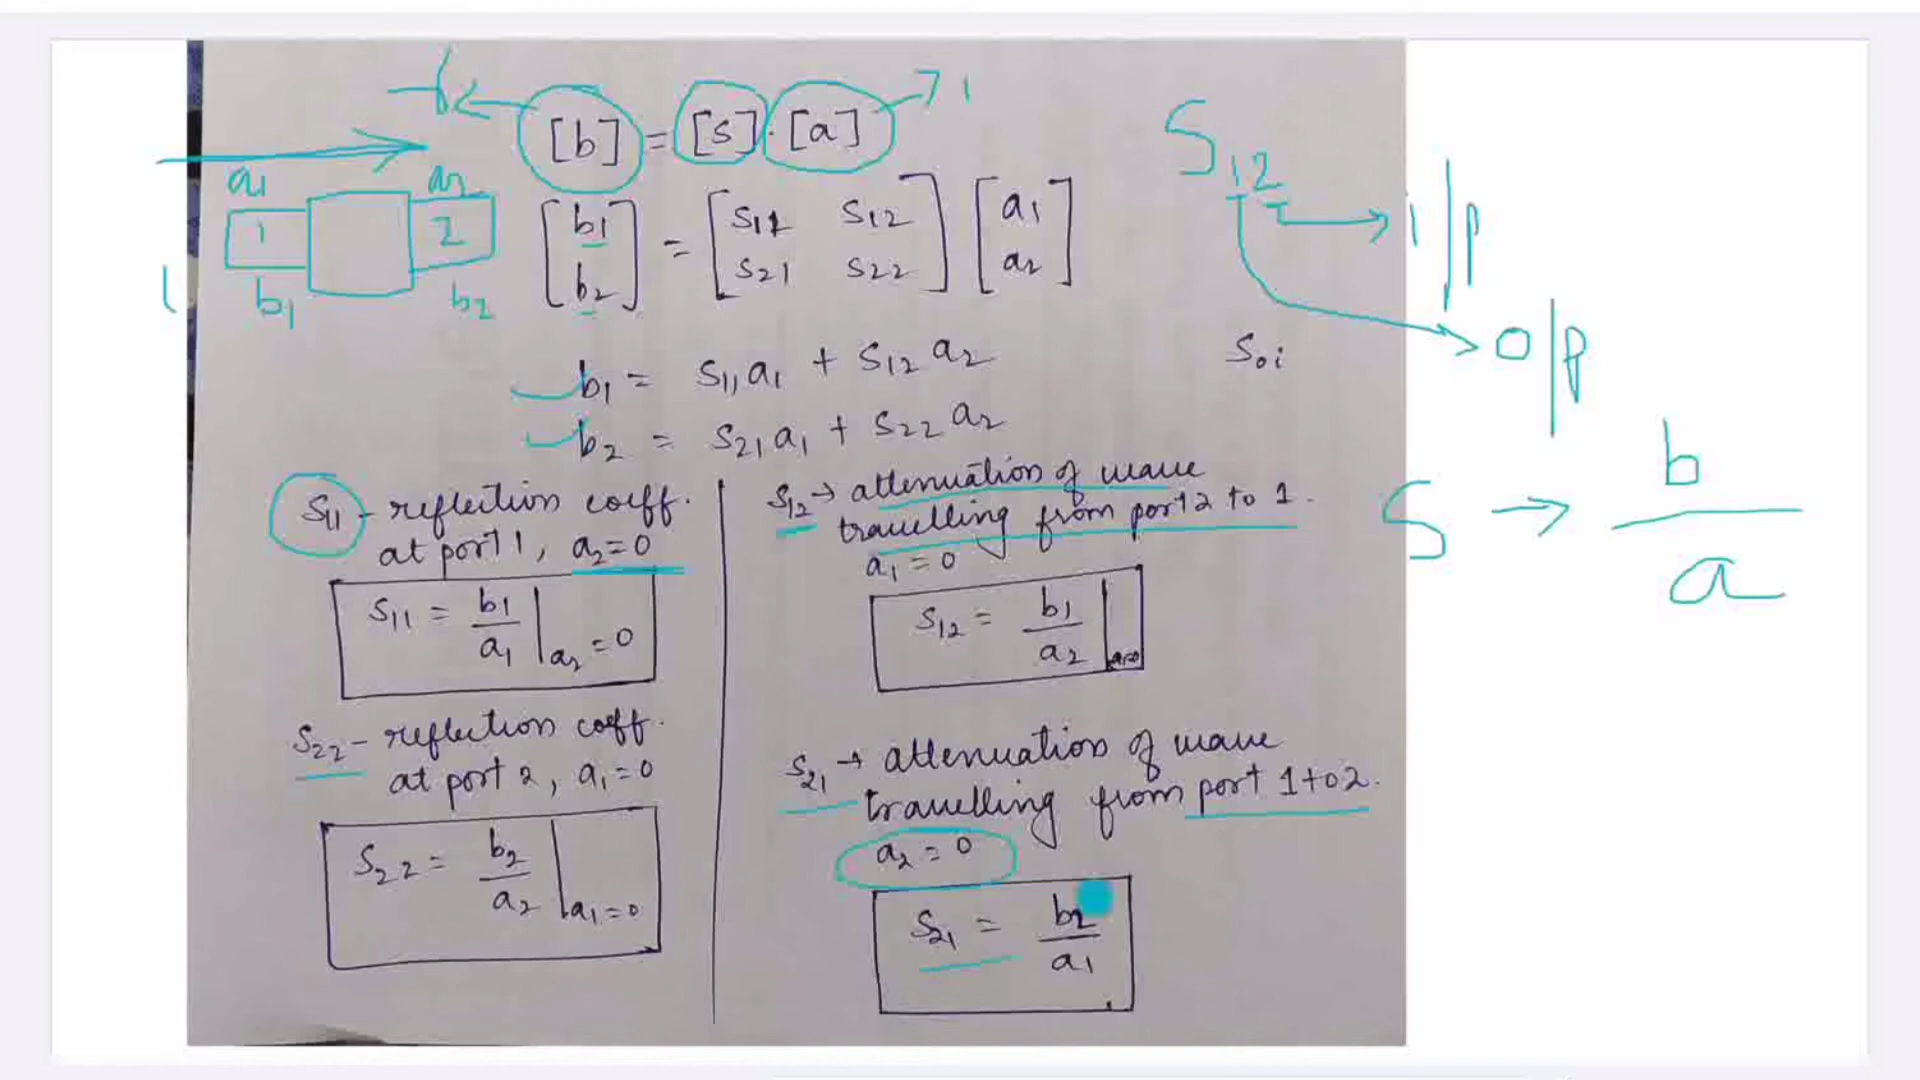 [b] = [s] · [a]
1
a1 a2
1 2
b1 b2
[b1 b2] = [S11 S12 S21 S22] [a1 a2]
b1 = S11 a1 + S12 a2
b2 = S21 a1 + S22 a2
S12
i/p
o/p
Soi
S → b/a
S11 - reflection coeff.
at port 1, a2=0
S11 = b1/a1 | a2=0
S22 - reflection coeff.
at port 2, a1=0
S22 = b2/a2 | a1=0
S12 → attenuation of wave
travelling from port 2 to 1.
a1=0
S12 = b1/a2 | a1=0
S21 → attenuation of wave
travelling from port 1 to 2.
a2=0
S21 = b2/a1